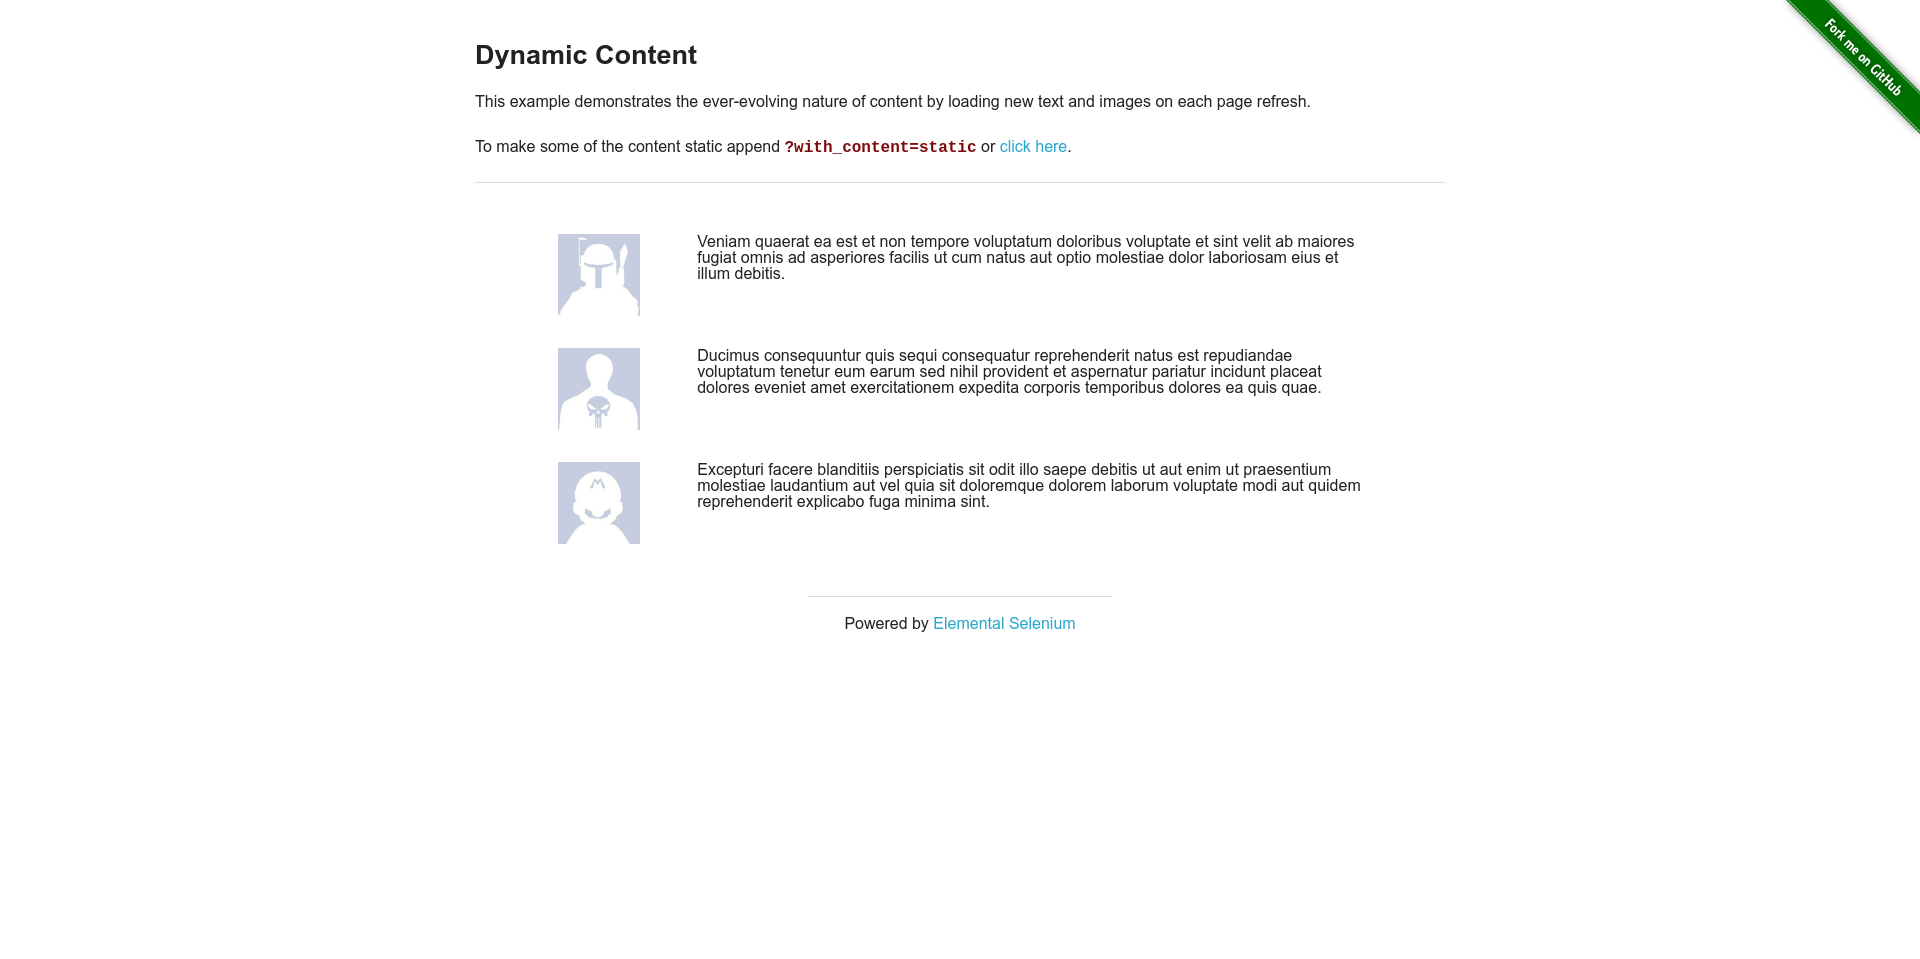 Fork me on GitHub
Dynamic Content
This example demonstrates the ever-evolving nature of content by loading new text and images on each page refresh.
To make some of the content static append ?with_content=static or click here.
Veniam quaerat ea est et non tempore voluptatum doloribus voluptate et sint velit ab maiores
fugiat omnis ad asperiores facilis ut cum natus aut optio molestiae dolor laboriosam eius et
illum debitis.
Ducimus consequuntur quis sequi consequatur reprehenderit natus est repudiandae
voluptatum tenetur eum earum sed nihil provident et aspernatur pariatur incidunt placeat
dolores eveniet amet exercitationem expedita corporis temporibus dolores ea quis quae.
Excepturi facere blanditiis perspiciatis sit odit illo saepe debitis ut aut enim ut praesentium
molestiae laudantium aut vel quia sit doloremque dolorem laborum voluptate modi aut quidem
reprehenderit explicabo fuga minima sint.
Powered by Elemental Selenium